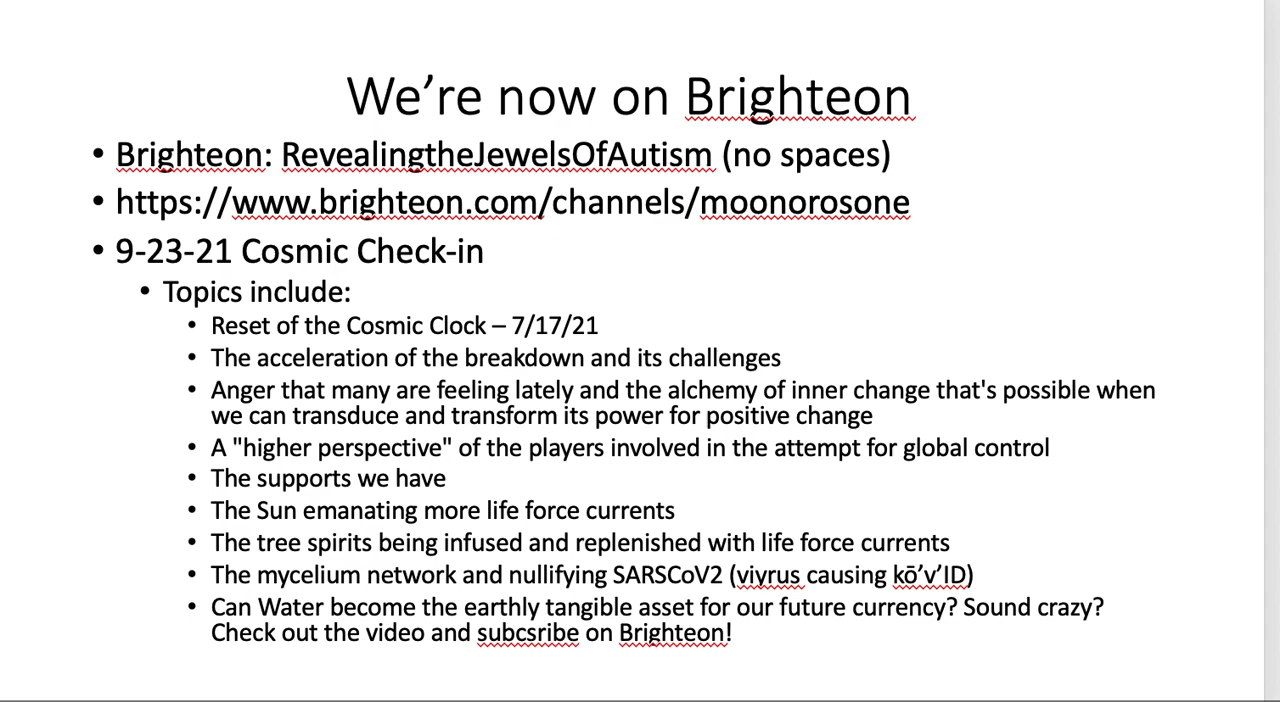 We're now on Brighteon
• Brighteon: RevealingtheJewelsOfAutism (no spaces)
• https://www.brighteon.com/channels/moonorosone
• 9-23-21 Cosmic Check-in
• Topics include:
• Reset of the Cosmic Clock – 7/17/21
• The acceleration of the breakdown and its challenges
• Anger that many are feeling lately and the alchemy of inner change that's possible when
we can transduce and transform its power for positive change
• A "higher perspective" of the players involved in the attempt for global control
• The supports we have
• The Sun emanating more life force currents
• The tree spirits being infused and replenished with life force currents
• The mycelium network and nullifying SARSCoV2 (viyrus causing kō’v’ID)
• Can Water become the earthly tangible asset for our future currency? Sound crazy?
Check out the video and subcsribe on Brighteon!